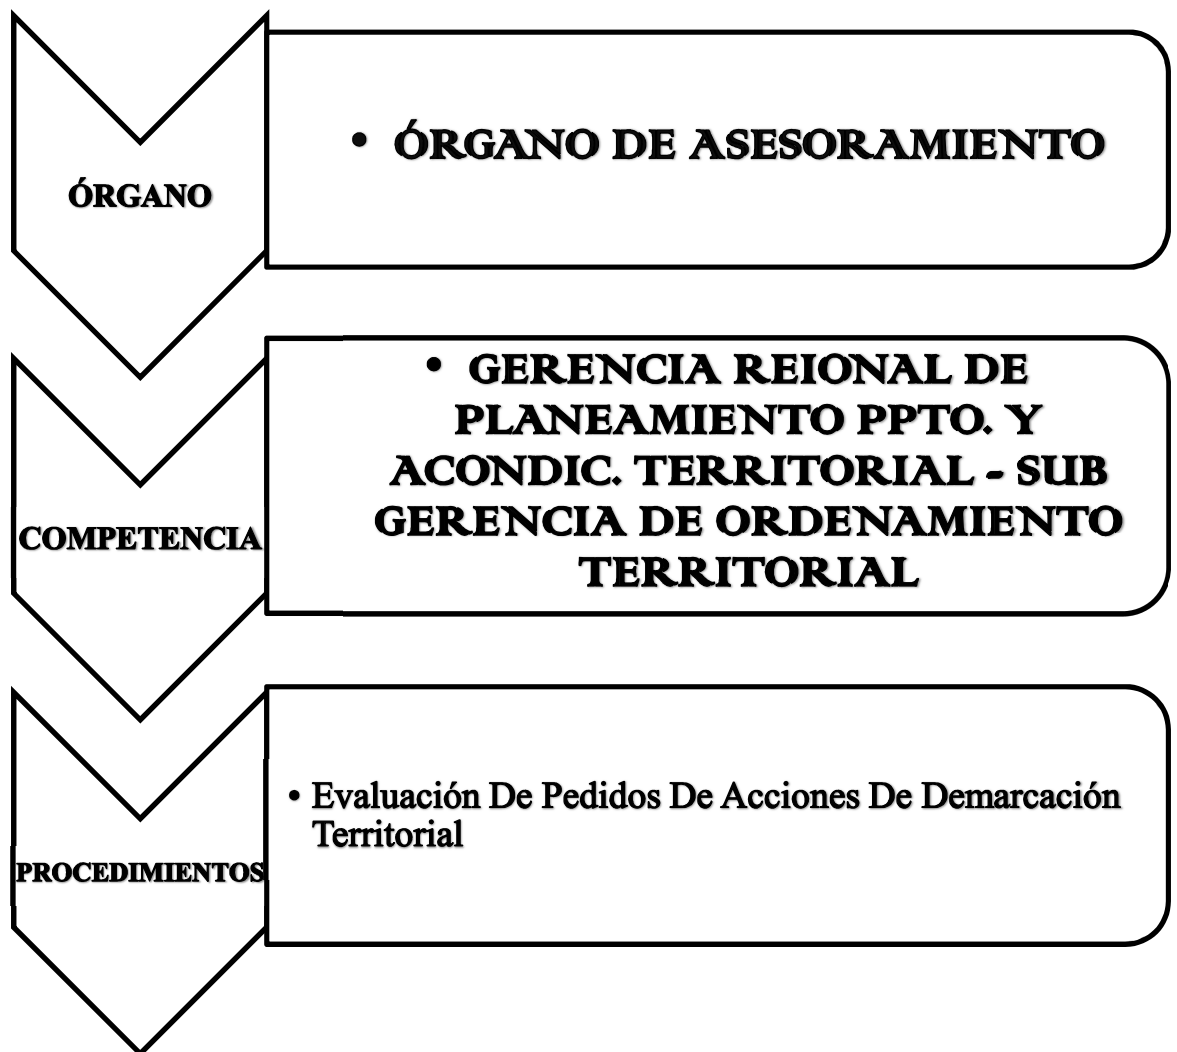 ÓRGANO
• ÓRGANO DE ASESORAMIENTO
COMPETENCIA
• GERENCIA REIONAL DE
PLANEAMIENTO PPTO. Y
ACONDIC. TERRITORIAL - SUB
GERENCIA DE ORDENAMIENTO
TERRITORIAL
PROCEDIMIENTOS
• Evaluación De Pedidos De Acciones De Demarcación
Territorial